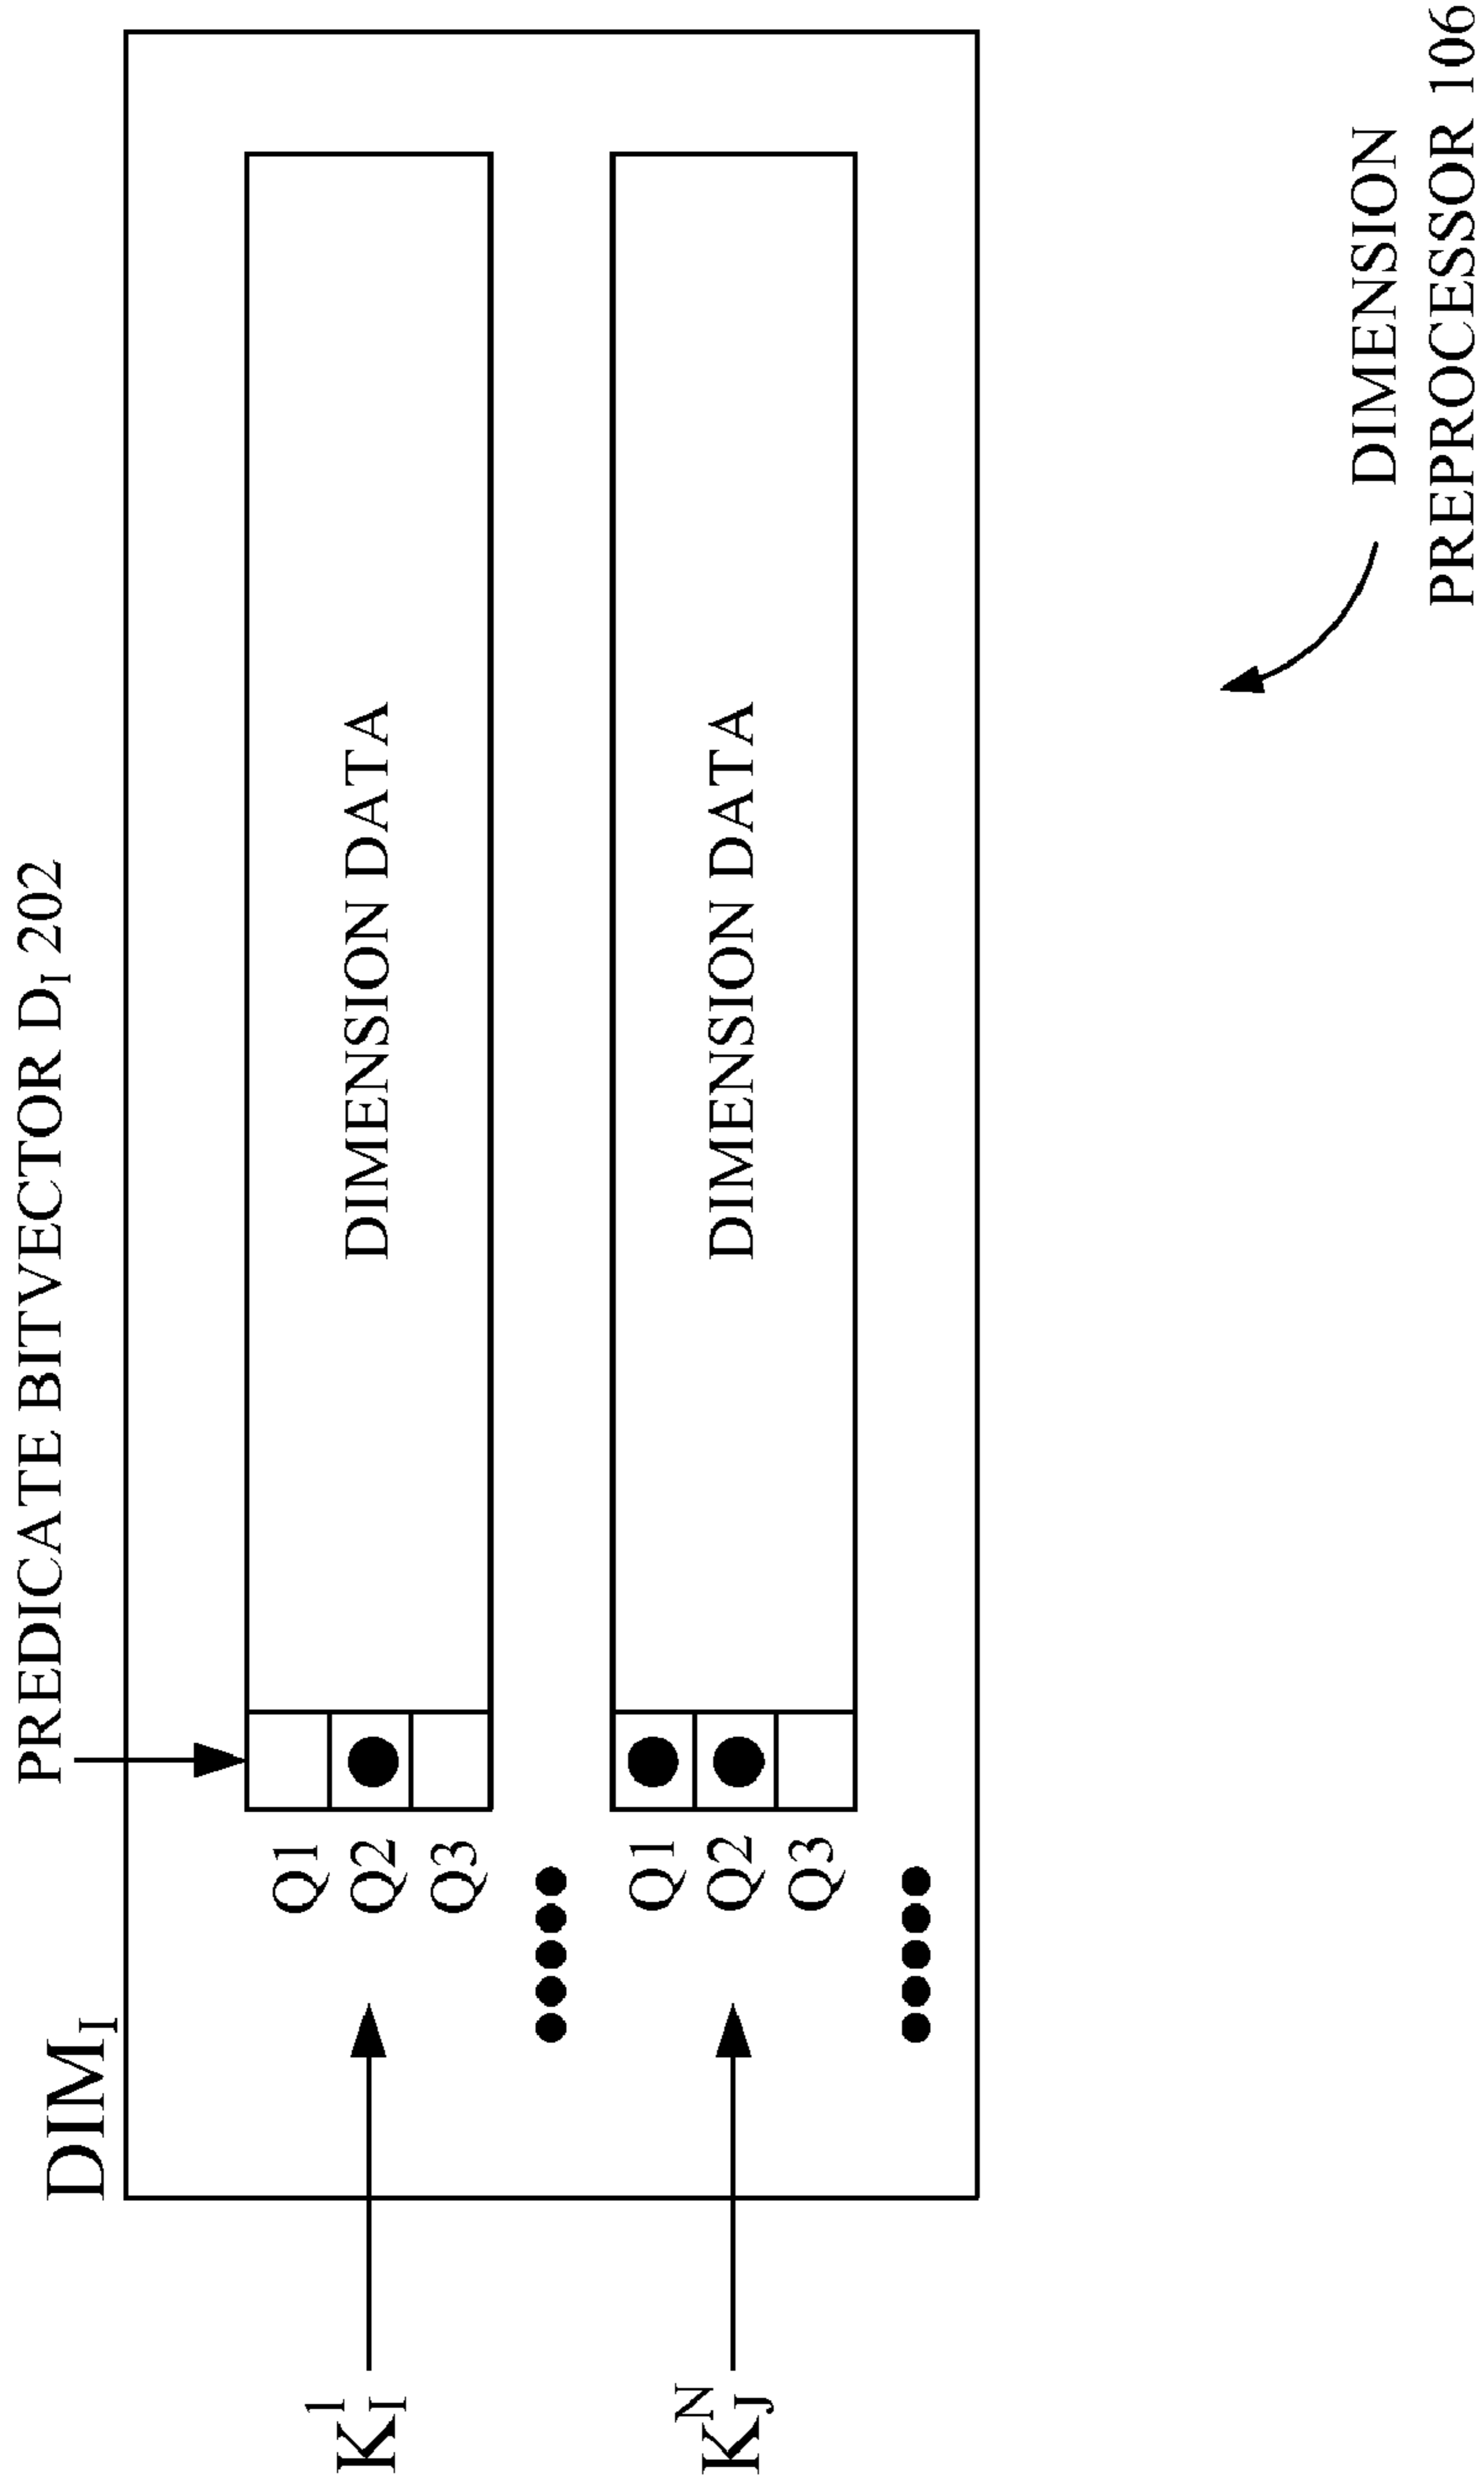 DIM_I
PREDICATE BITVECTOR D_I 202
K_I^1
Q1
Q2
Q3
DIMENSION DATA
K_J^N
Q1
Q2
Q3
DIMENSION DATA
DIMENSION
PREPROCESSOR 106